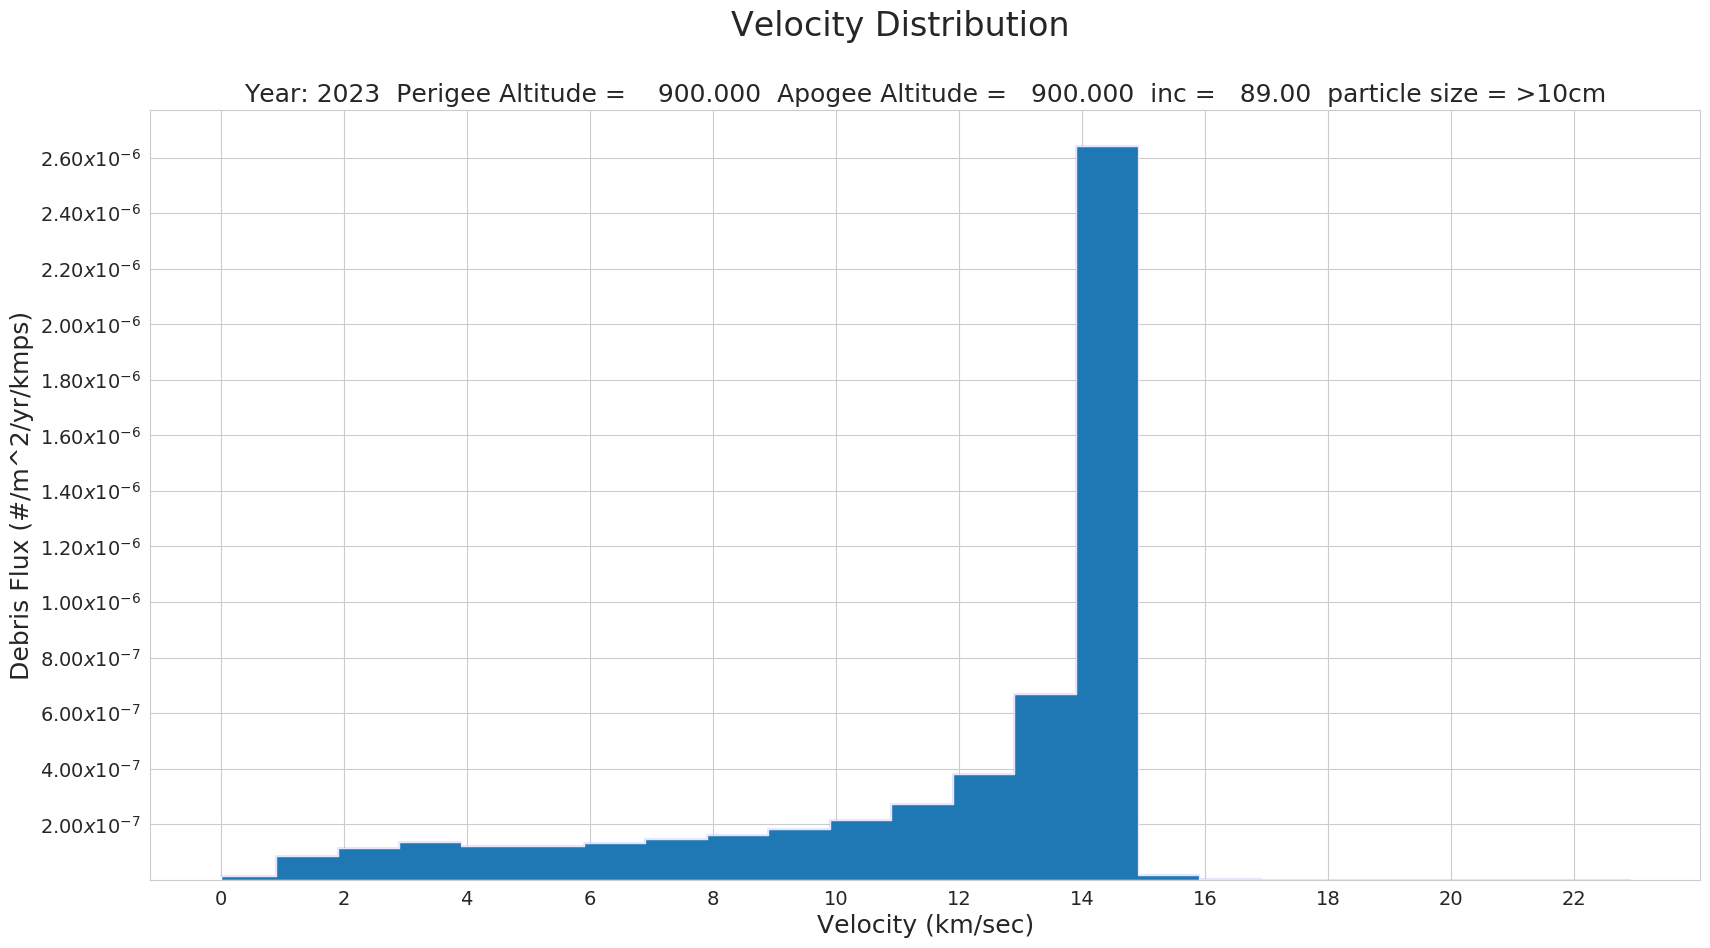 Velocity Distribution
Year: 2023 Perigee Altitude = 900.000 Apogee Altitude = 900.000 inc = 89.00 particle size = >10cm
Debris Flux (#/m^2/yr/kmps)
2.60x10⁻⁶
2.40x10⁻⁶
2.20x10⁻⁶
2.00x10⁻⁶
1.80x10⁻⁶
1.60x10⁻⁶
1.40x10⁻⁶
1.20x10⁻⁶
1.00x10⁻⁶
8.00x10⁻⁷
6.00x10⁻⁷
4.00x10⁻⁷
2.00x10⁻⁷
0 2 4 6 8 10 12 14 16 18 20 22
Velocity (km/sec)